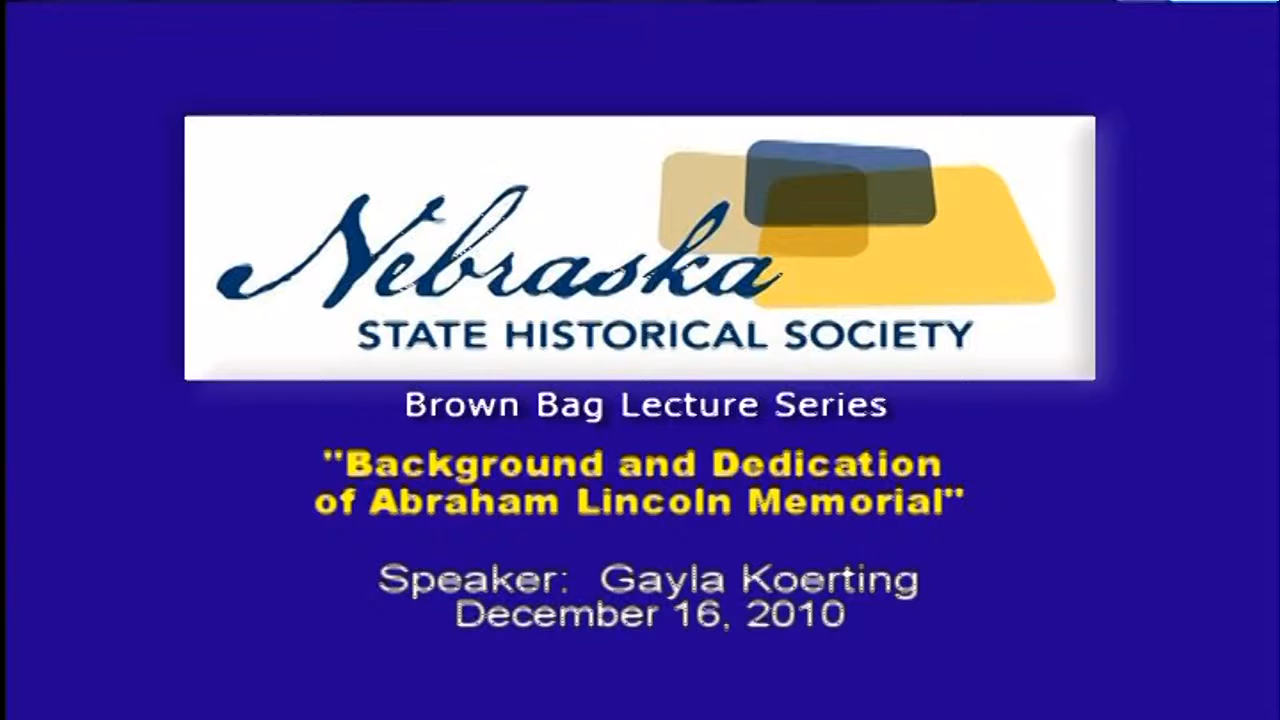 Nebraska
STATE HISTORICAL SOCIETY
Brown Bag Lecture Series
"Background and Dedication
of Abraham Lincoln Memorial"
Speaker: Gayla Koerting
December 16, 2010